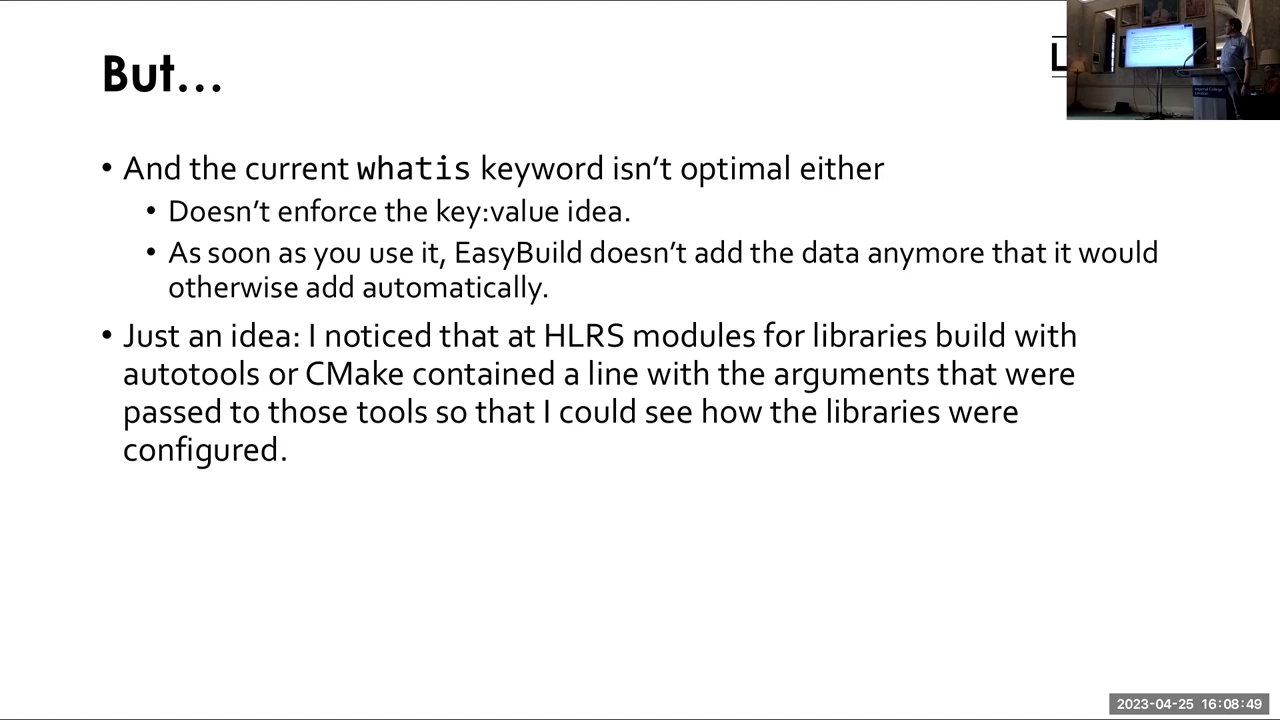 But…
• And the current whatis keyword isn’t optimal either
• Doesn’t enforce the key:value idea.
• As soon as you use it, EasyBuild doesn’t add the data anymore that it would
otherwise add automatically.
• Just an idea: I noticed that at HLRS modules for libraries build with
autotools or CMake contained a line with the arguments that were
passed to those tools so that I could see how the libraries were
configured.
L
Imperial College
London
2023-04-25 16:08:49